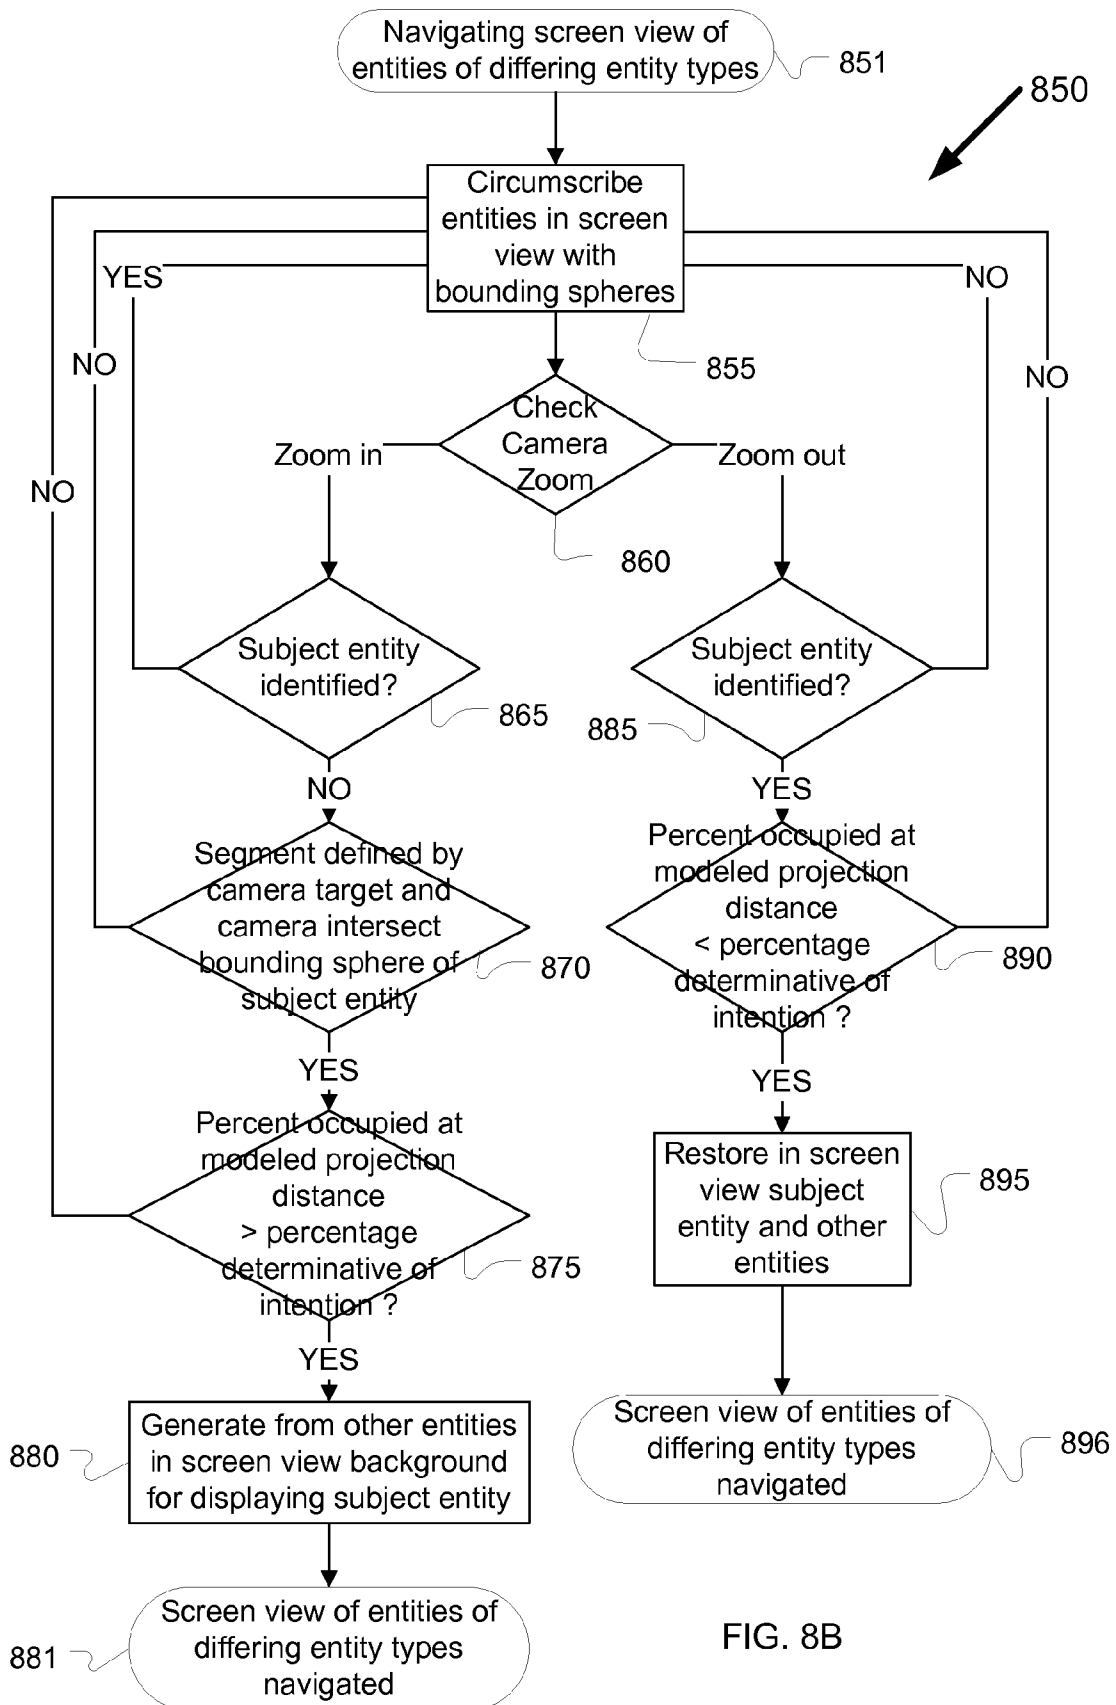 Navigating screen view of
entities of differing entity types
851
850
Circumscribe
entities in screen
view with
bounding spheres
855
YES
NO
NO
NO
NO
Check
Camera
Zoom
860
Zoom in
Zoom out
Subject entity
identified?
865
Subject entity
identified?
885
NO
YES
Segment defined by
camera target and
camera intersect
bounding sphere of
subject entity
870
Percent occupied at
modeled projection
distance
< percentage
determinative of
intention ?
890
YES
YES
Percent occupied at
modeled projection
distance
> percentage
determinative of
intention ?
875
Restore in screen
view subject
entity and other
entities
895
YES
Generate from other entities
in screen view background
for displaying subject entity
880
Screen view of entities of
differing entity types
navigated
896
Screen view of entities of
differing entity types
navigated
881
FIG. 8B